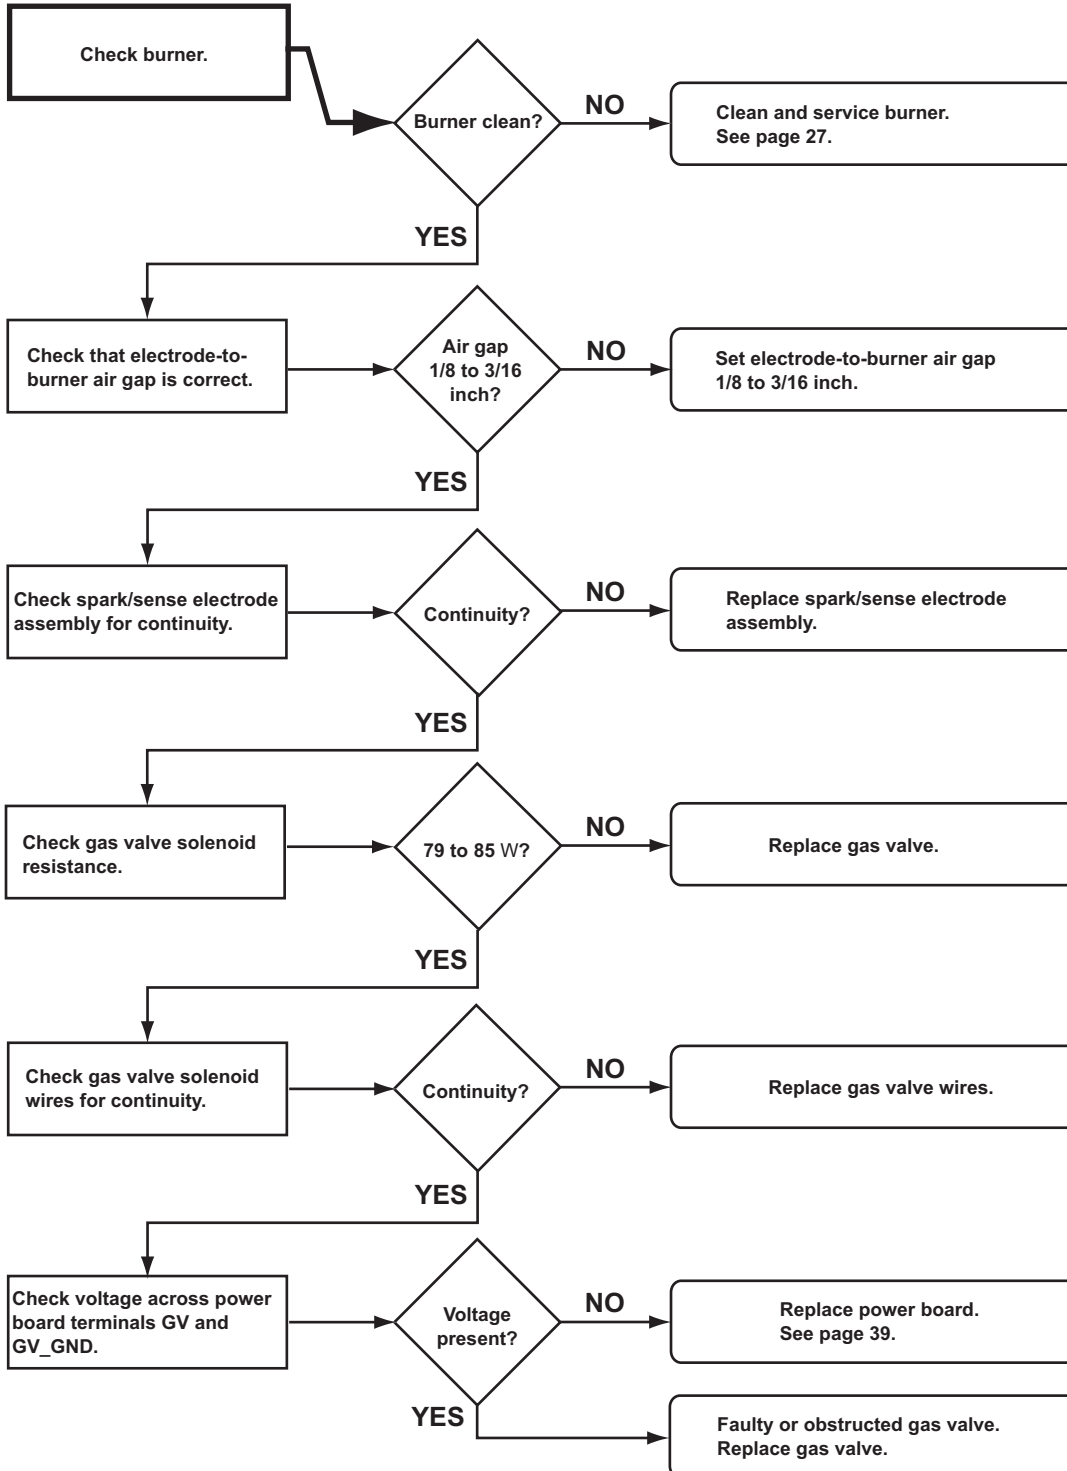 Check burner.
Burner clean?
NO
Clean and service burner.
See page 27.
YES
Check that electrode-to-
burner air gap is correct.
Air gap
1/8 to 3/16
inch?
NO
Set electrode-to-burner air gap
1/8 to 3/16 inch.
YES
Check spark/sense electrode
assembly for continuity.
Continuity?
NO
Replace spark/sense electrode
assembly.
YES
Check gas valve solenoid
resistance.
79 to 85 W?
NO
Replace gas valve.
YES
Check gas valve solenoid
wires for continuity.
Continuity?
NO
Replace gas valve wires.
YES
Check voltage across power
board terminals GV and
GV_GND.
Voltage
present?
NO
Replace power board.
See page 39.
YES
Faulty or obstructed gas valve.
Replace gas valve.